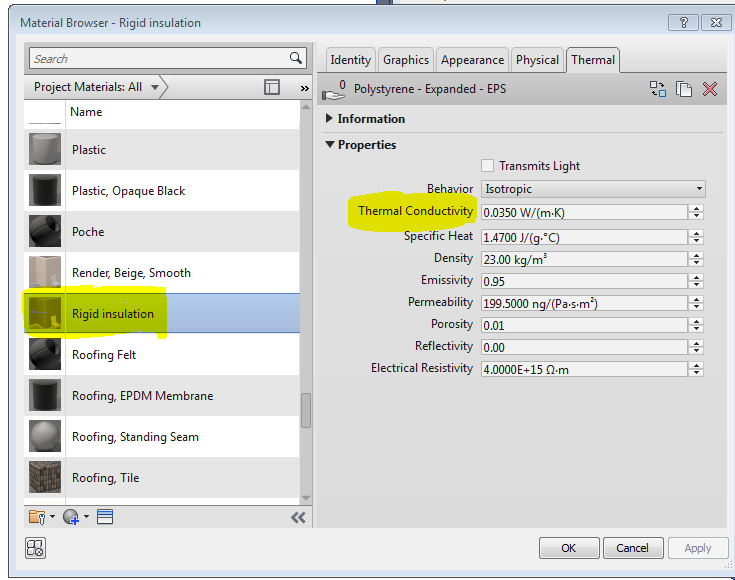 Material Browser - Rigid insulation
?
Search
Project Materials: All
»
Name
Plastic
Plastic, Opaque Black
Poche
Render, Beige, Smooth
Rigid insulation
Roofing Felt
Roofing, EPDM Membrane
Roofing, Standing Seam
Roofing, Tile
Identity Graphics Appearance Physical Thermal
0 Polystyrene - Expanded - EPS
Information
Properties
Transmits Light
Behavior Isotropic
Thermal Conductivity 0.0350 W/(m·K)
Specific Heat 1.4700 J/(g·°C)
Density 23.00 kg/m³
Emissivity 0.95
Permeability 199.5000 ng/(Pa·s·m²)
Porosity 0.01
Reflectivity 0.00
Electrical Resistivity 4.0000E+15 Ω·m
OK Cancel Apply